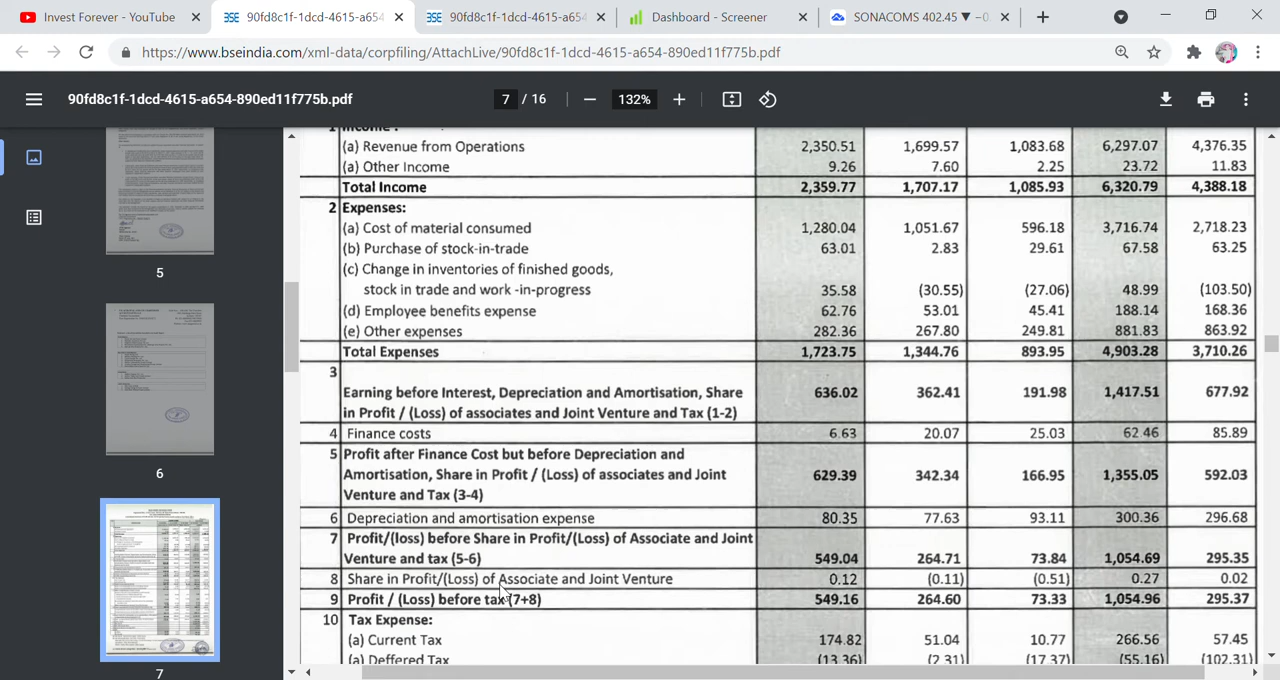 Invest Forever - YouTube
90fd8c1f-1dcd-4615-a654
90fd8c1f-1dcd-4615-a654
Dashboard - Screener
SONACOMS 402.45 ▼ −0.
https://www.bseindia.com/xml-data/corpfiling/AttachLive/90fd8c1f-1dcd-4615-a654-890ed11f775b.pdf
90fd8c1f-1dcd-4615-a654-890ed11f775b.pdf
7 / 16
132%
5
6
7
1 Income :
(a) Revenue from Operations 2,350.51 1,699.57 1,083.68 6,297.07 4,376.35
(a) Other Income 9.26 7.60 2.25 23.72 11.83
Total Income 2,359.77 1,707.17 1,085.93 6,320.79 4,388.18
2 Expenses:
(a) Cost of material consumed 1,280.04 1,051.67 596.18 3,716.74 2,718.23
(b) Purchase of stock-in-trade 63.01 2.83 29.61 67.58 63.25
(c) Change in inventories of finished goods,
stock in trade and work -in-progress 35.58 (30.55) (27.06) 48.99 (103.50)
(d) Employee benefits expense 62.76 53.01 45.41 188.14 168.36
(e) Other expenses 282.36 267.80 249.81 881.83 863.92
Total Expenses 1,723.75 1,344.76 893.95 4,903.28 3,710.26
3
Earning before Interest, Depreciation and Amortisation, Share 636.02 362.41 191.98 1,417.51 677.92
in Profit / (Loss) of associates and Joint Venture and Tax (1-2)
4 Finance costs 6.63 20.07 25.03 62.46 85.89
5 Profit after Finance Cost but before Depreciation and
Amortisation, Share in Profit / (Loss) of associates and Joint 629.39 342.34 166.95 1,355.05 592.03
Venture and Tax (3-4)
6 Depreciation and amortisation expense 80.35 77.63 93.11 300.36 296.68
7 Profit/(loss) before Share in Profit/(Loss) of Associate and Joint
Venture and tax (5-6) 549.04 264.71 73.84 1,054.69 295.35
8 Share in Profit/(Loss) of Associate and Joint Venture 0.12 (0.11) (0.51) 0.27 0.02
9 Profit / (Loss) before tax (7+8) 549.16 264.60 73.33 1,054.96 295.37
10 Tax Expense:
(a) Current Tax 174.82 51.04 10.77 266.56 57.45
(a) Deffered Tax (13.36) (2.31) (17.37) (55.16) (102.31)